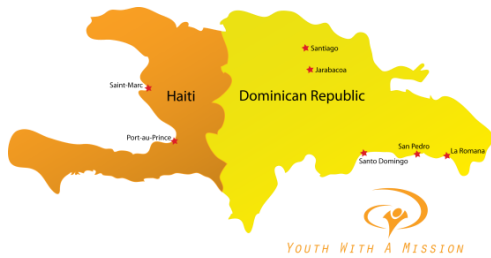 Santiago
Jarabacoa
Saint-Marc
Haiti
Dominican Republic
Port-au-Prince
San Pedro
La Romana
Santo Domingo
Youth With A Mission